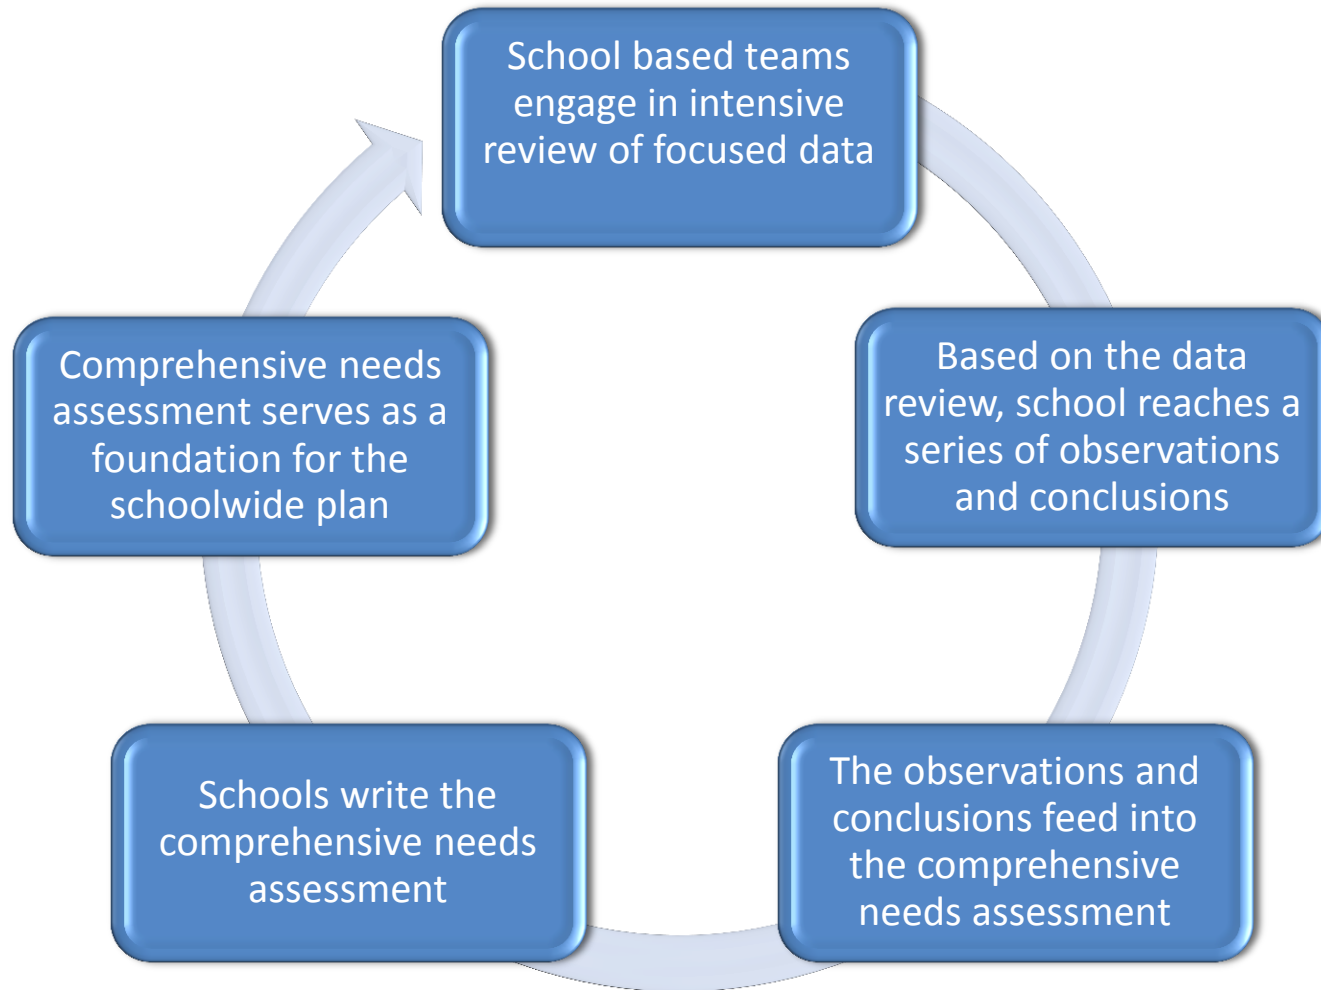 School based teams
engage in intensive
review of focused data
Based on the data
review, school reaches a
series of observations
and conclusions
The observations and
conclusions feed into
the comprehensive
needs assessment
Schools write the
comprehensive needs
assessment
Comprehensive needs
assessment serves as a
foundation for the
schoolwide plan